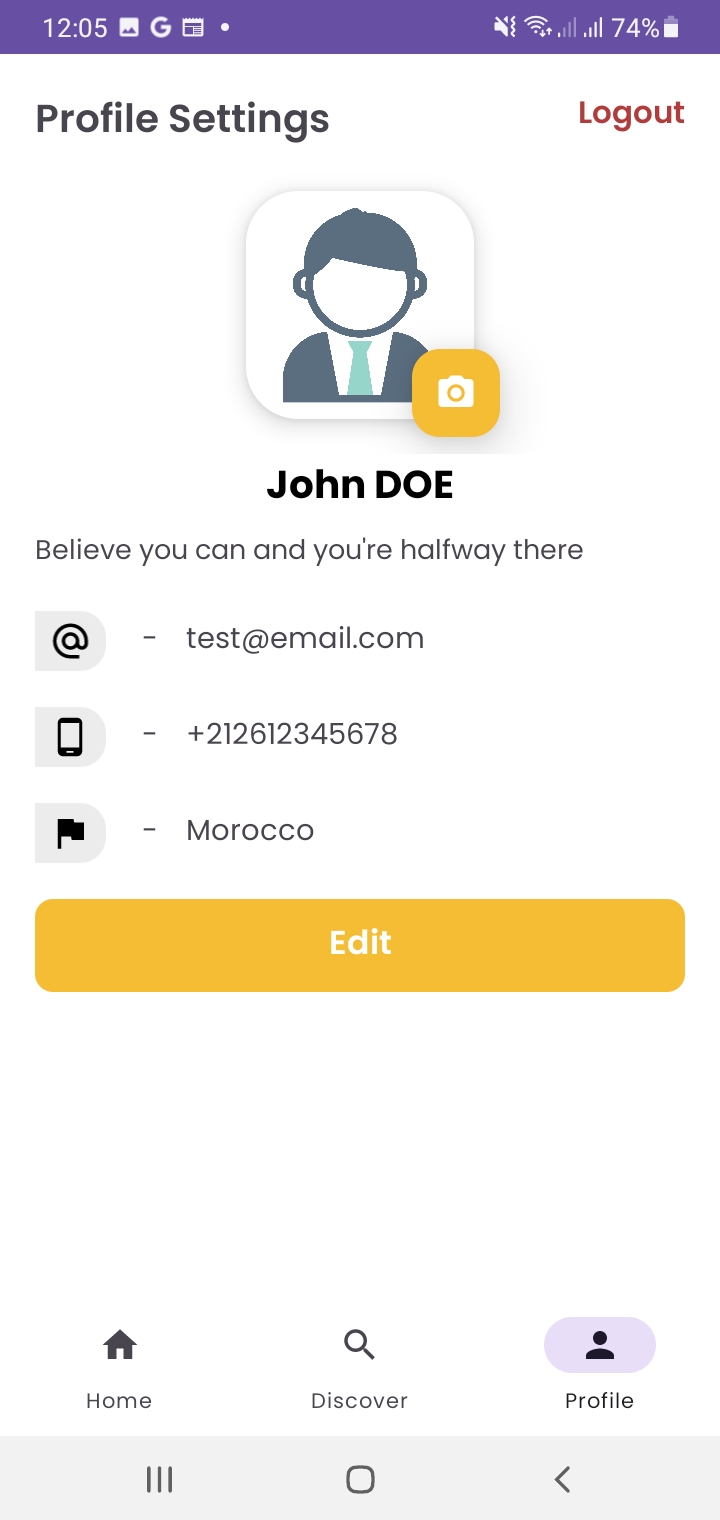 12:05 G 74%
Profile Settings Logout
John DOE
Believe you can and you're halfway there
@ - test@email.com
- +212612345678
- Morocco
Edit
Home Discover Profile